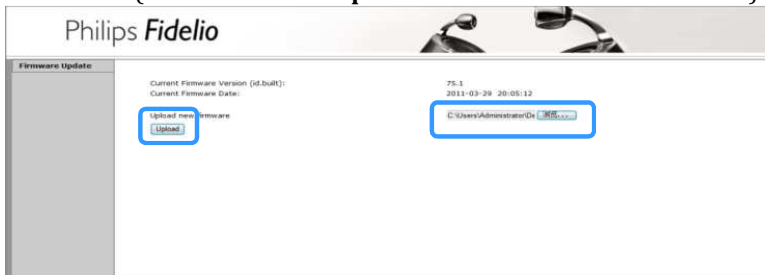 Philips Fidelio
Firmware Update
Current Firmware Version (id.built): 75.1
Current Firmware Date: 2011-03-29 20:05:12
Upload new firmware C:\Users\Administrator\De
Upload